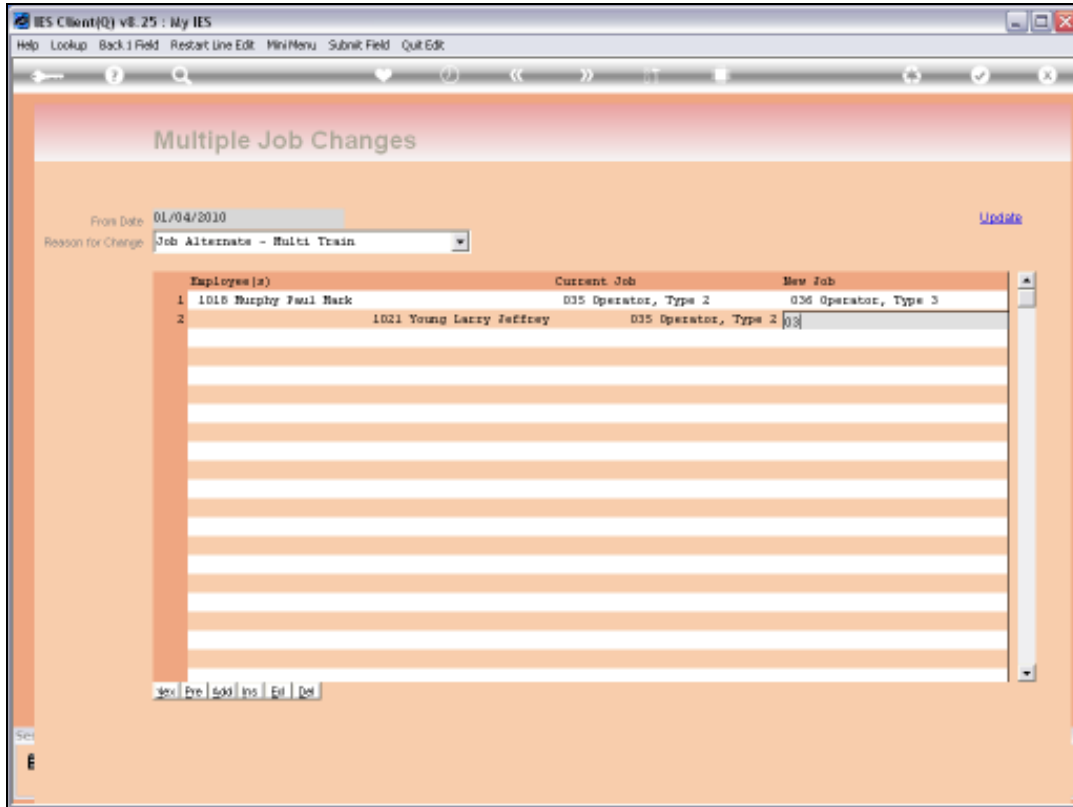 IES Client(Q) v8.25 : My IES
Help Lookup Back 1 Field Restart Line Edit MiniMenu Submit Field Quit Edit
Multiple Job Changes
From Date 01/04/2010 Update
Reason for Change Job Alternate - Multi Train
Employee(s) Current Job New Job
1 1018 Murphy Paul Mark 035 Operator, Type 2 036 Operator, Type 3
2 1021 Young Larry Jeffrey 035 Operator, Type 2 03
Nex Pre Add Ins Del